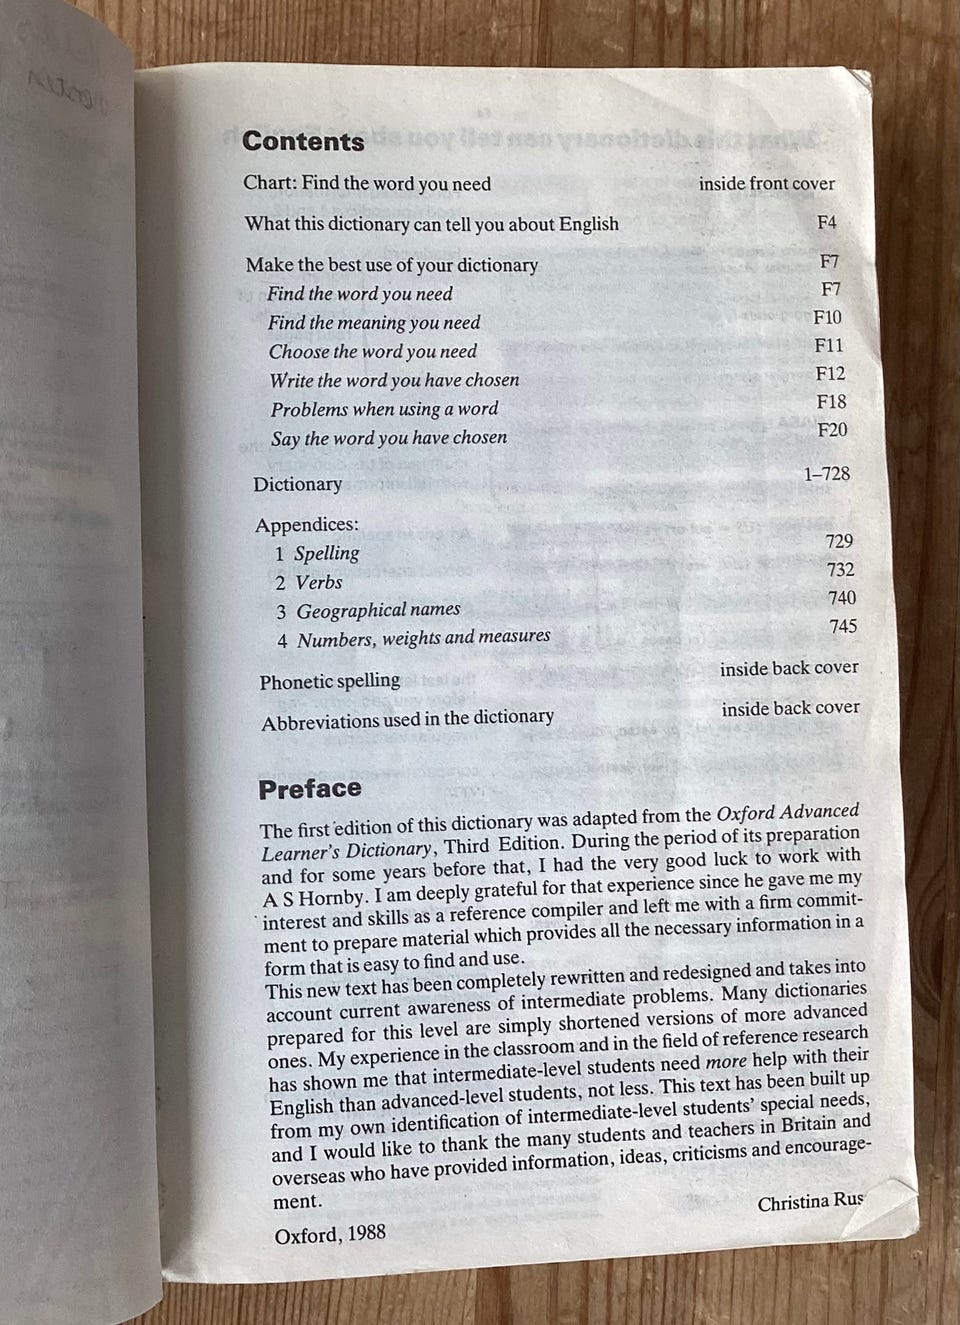 Contents
Chart: Find the word you need inside front cover
What this dictionary can tell you about English F4
Make the best use of your dictionary F7
Find the word you need F7
Find the meaning you need F10
Choose the word you need F11
Write the word you have chosen F12
Problems when using a word F18
Say the word you have chosen F20
Dictionary 1–728
Appendices:
1 Spelling 729
2 Verbs 732
3 Geographical names 740
4 Numbers, weights and measures 745
Phonetic spelling inside back cover
Abbreviations used in the dictionary inside back cover
Preface
The first edition of this dictionary was adapted from the Oxford Advanced
Learner's Dictionary, Third Edition. During the period of its preparation
and for some years before that, I had the very good luck to work with
A S Hornby. I am deeply grateful for that experience since he gave me my
interest and skills as a reference compiler and left me with a firm commit-
ment to prepare material which provides all the necessary information in a
form that is easy to find and use.
This new text has been completely rewritten and redesigned and takes into
account current awareness of intermediate problems. Many dictionaries
prepared for this level are simply shortened versions of more advanced
ones. My experience in the classroom and in the field of reference research
has shown me that intermediate-level students need more help with their
English than advanced-level students, not less. This text has been built up
from my own identification of intermediate-level students' special needs,
and I would like to thank the many students and teachers in Britain and
overseas who have provided information, ideas, criticisms and encourage-
ment.
Christina Rus
Oxford, 1988